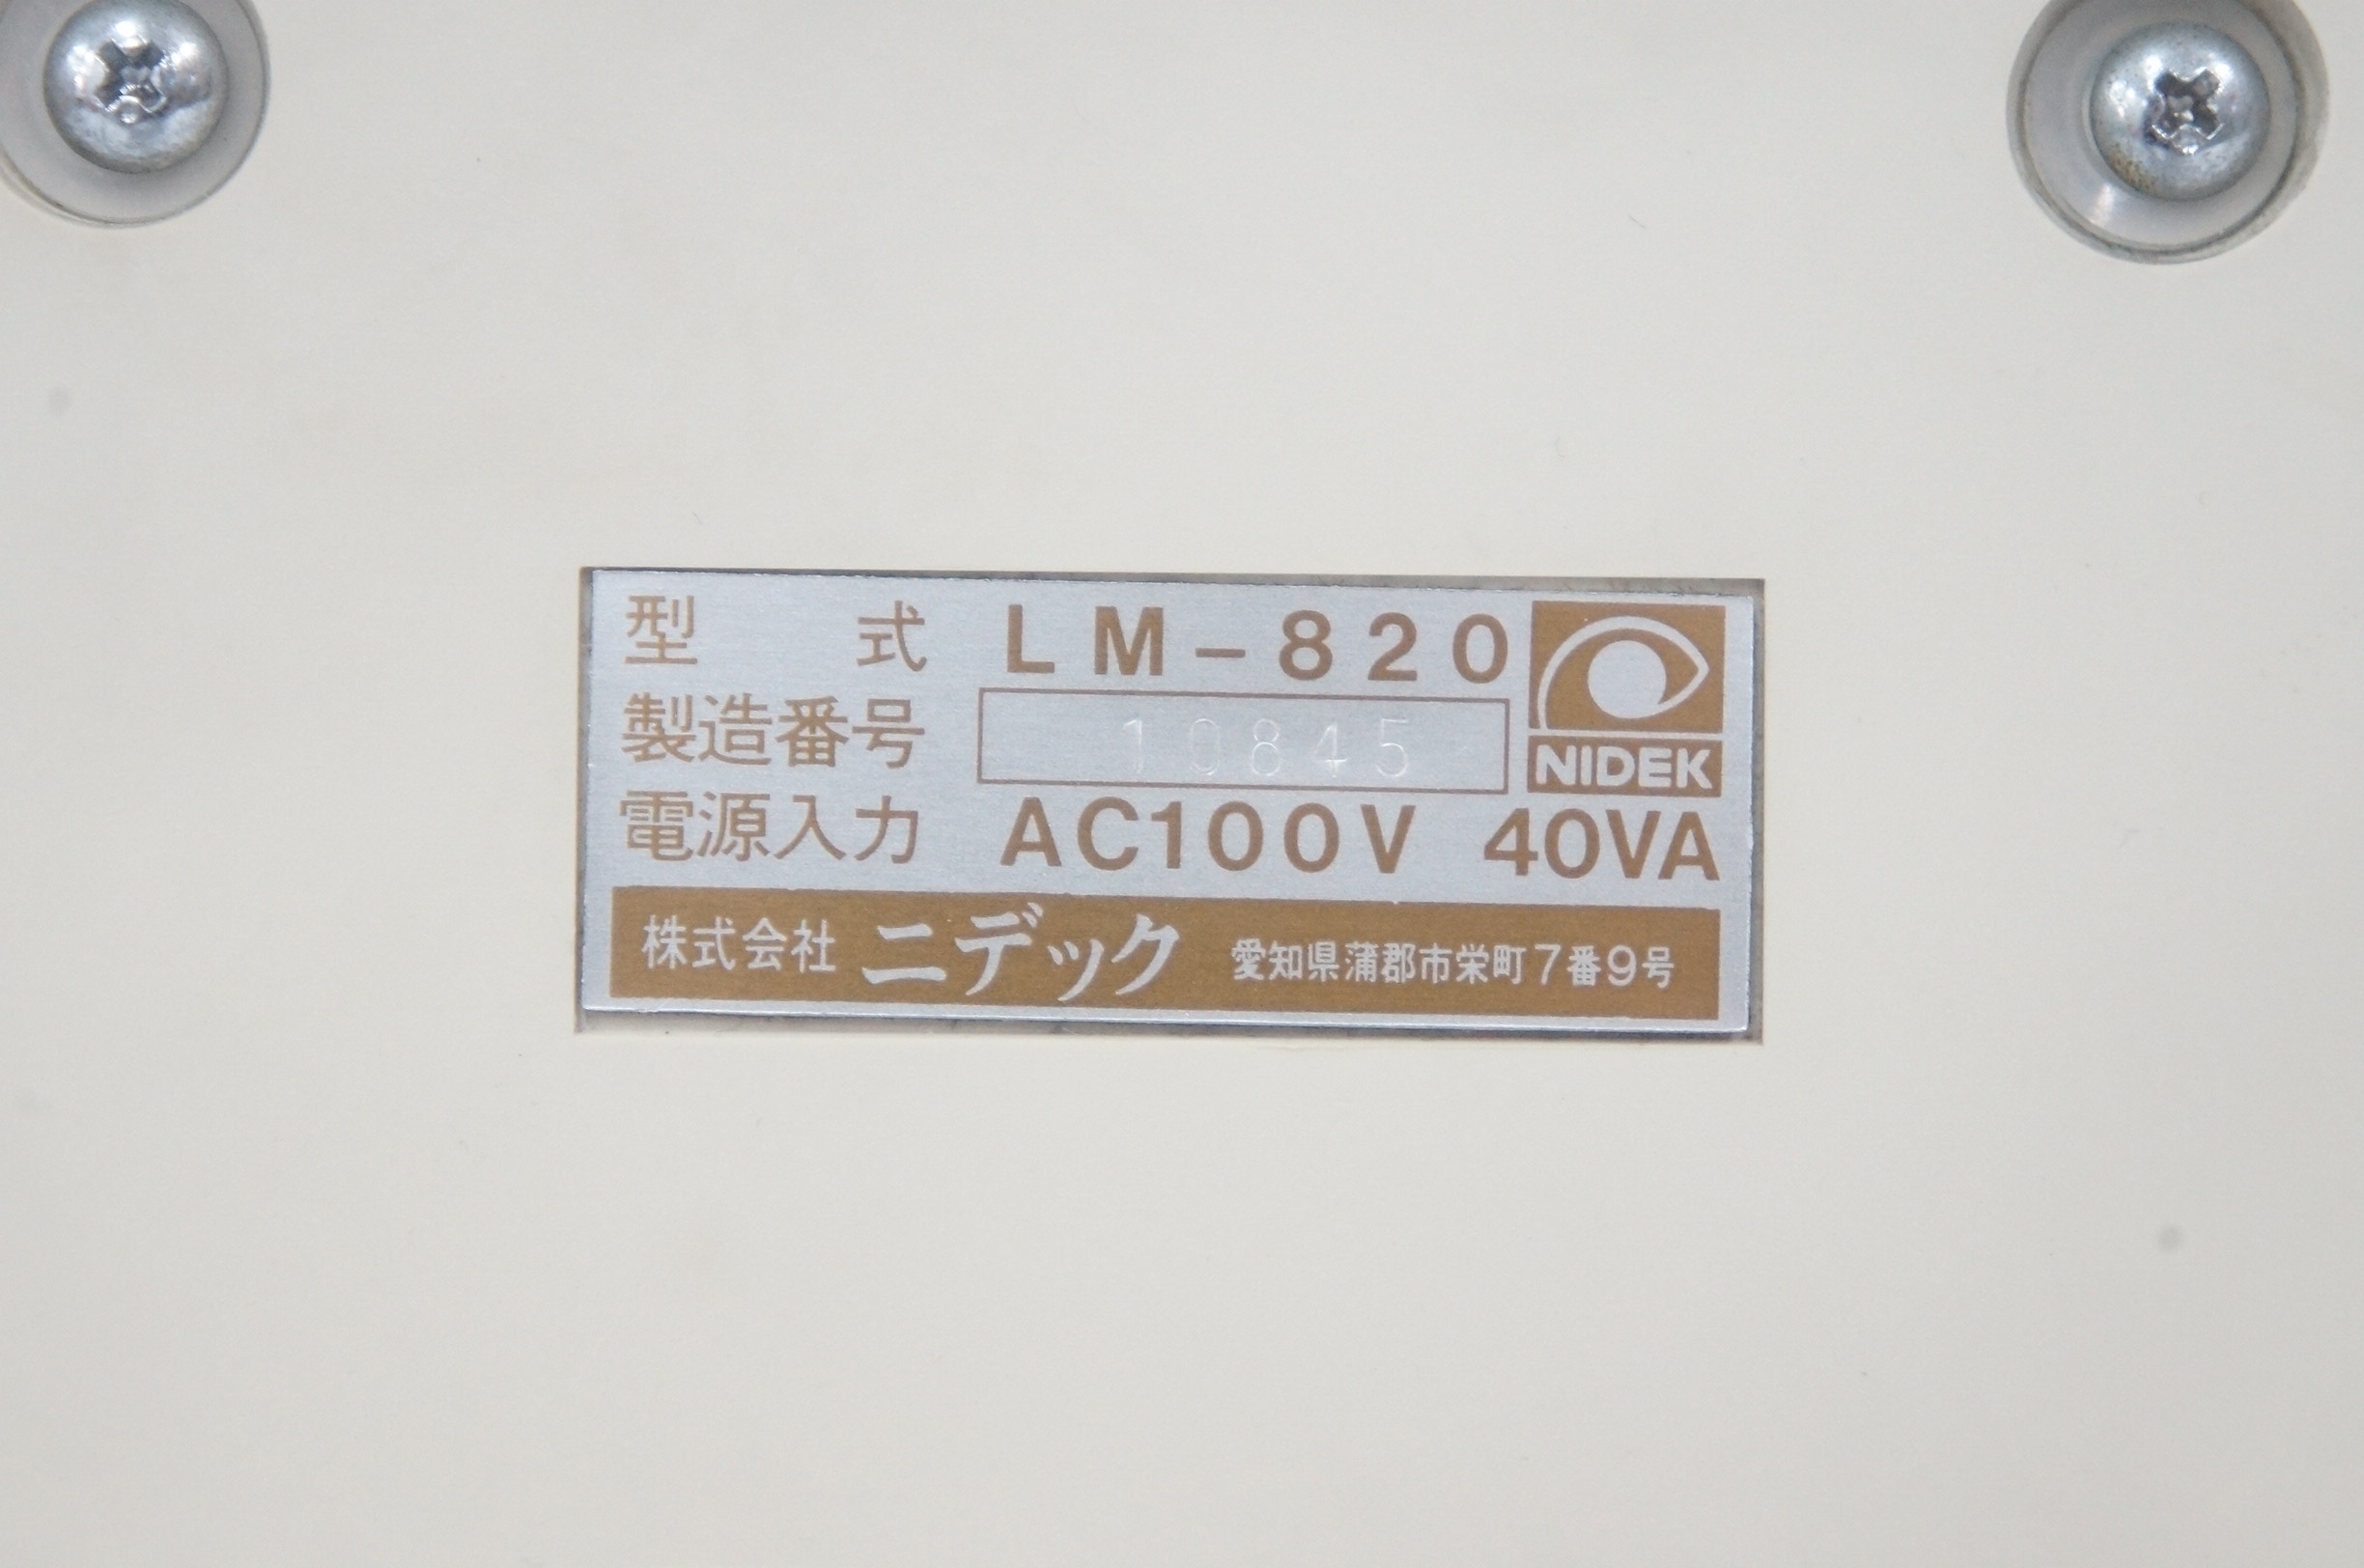 型 式 LM-820
製造番号 10845
NIDEK
電源入力 AC100V 40VA
株式会社 ニデック 愛知県蒲郡市栄町7番9号